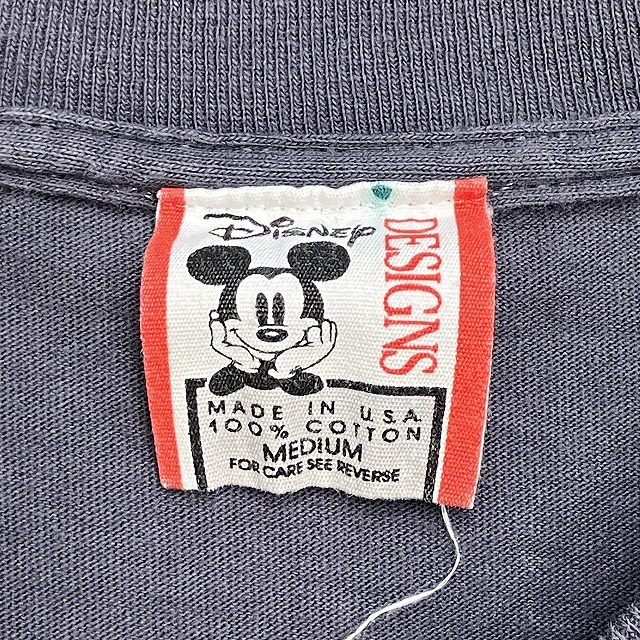 DISNEY
DESIGNS
MADE IN U.S.A.
100% COTTON
MEDIUM
FOR CARE SEE REVERSE